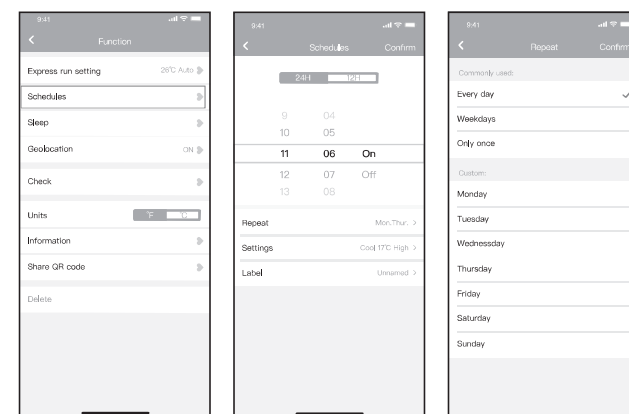 9:41
Function
Express run setting 26°C Auto
Schedules
Sleep
Geolocation ON
Check
Units °F °C
Information
Share QR code
Delete
9:41
Schedules Confirm
24H 12H
9 04
10 05
11 06 On
12 07 Off
13 08
Repeat Mon.Thur. >
Settings Cool 17°C High >
Label Unnamed >
9:41
Repeat Confirm
Commonly used:
Every day
Weekdays
Only once
Custom:
Monday
Tuesday
Wednessday
Thursday
Friday
Saturday
Sunday